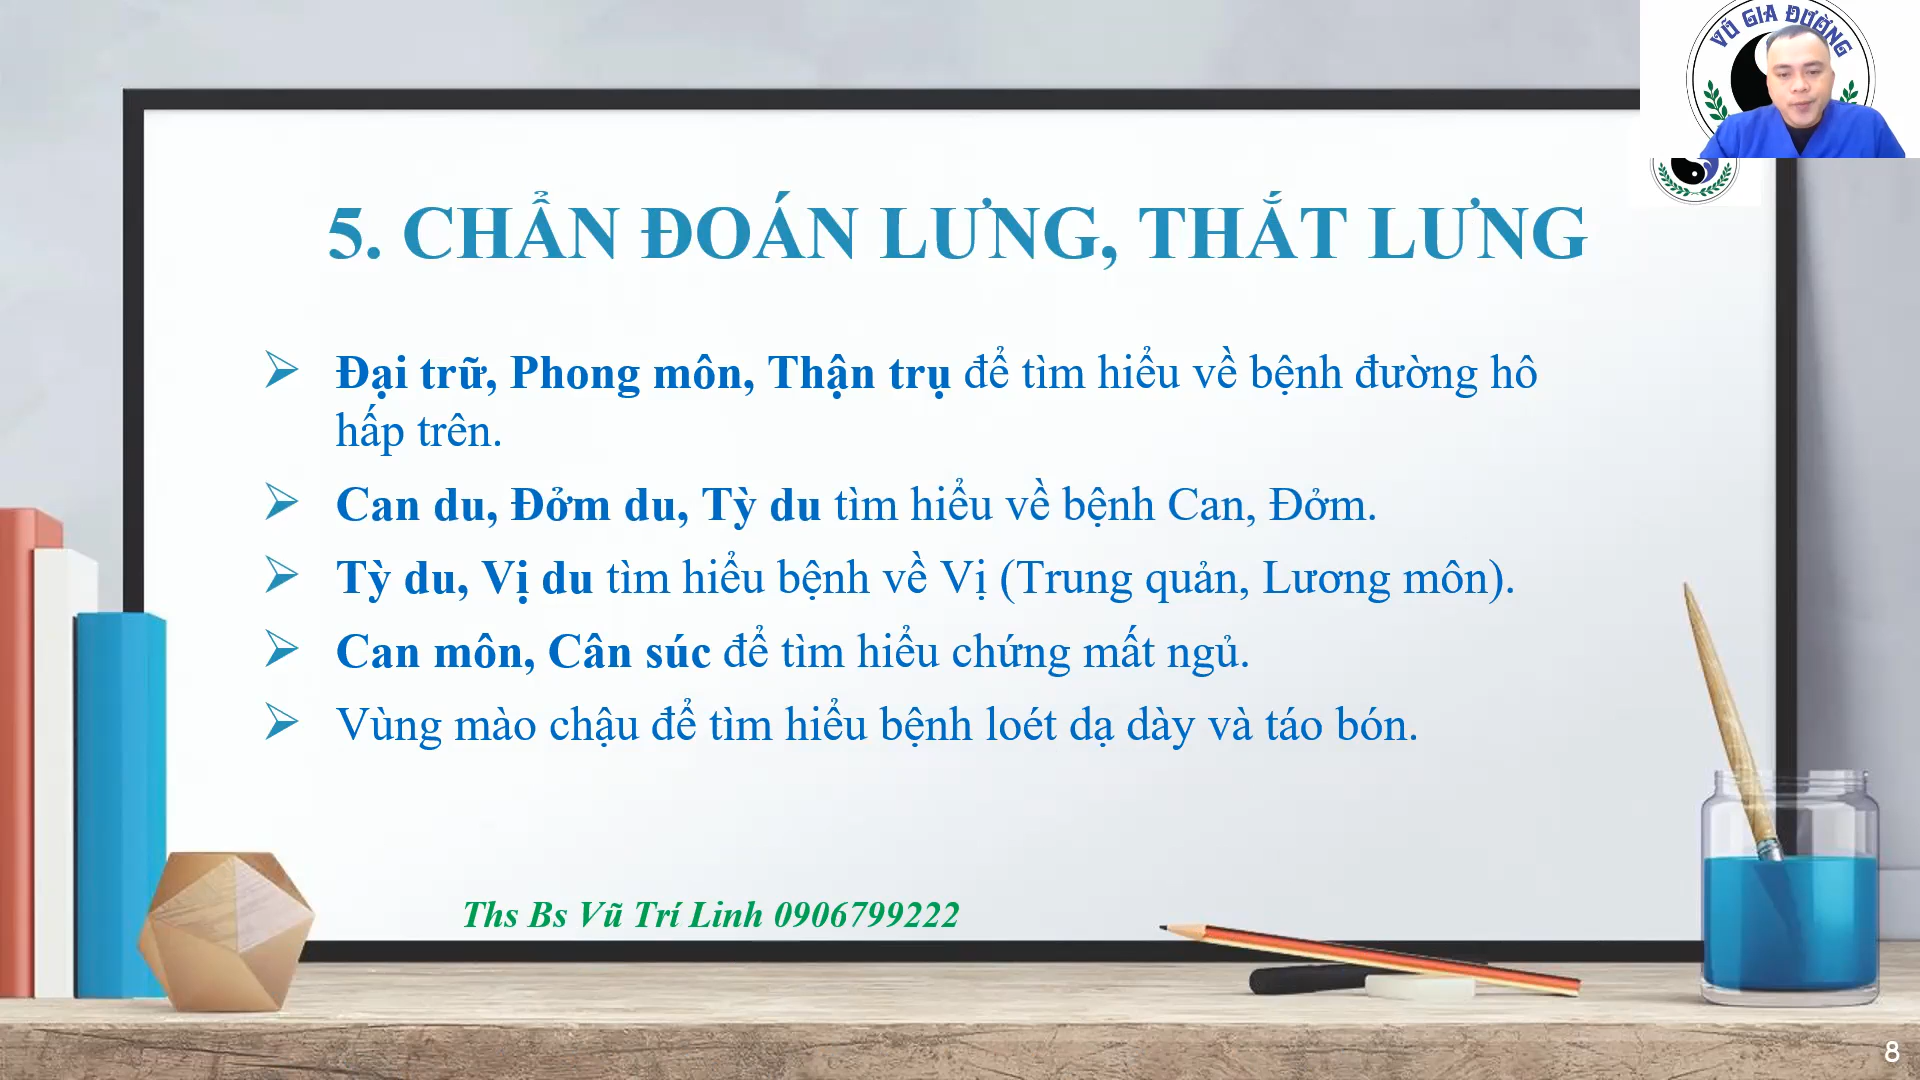 VŨ GIA ĐƯỜNG
5. CHẨN ĐOÁN LƯNG, THẮT LƯNG
Đại trữ, Phong môn, Thận trụ để tìm hiểu về bệnh đường hô
hấp trên.
Can du, Đởm du, Tỳ du tìm hiểu về bệnh Can, Đởm.
Tỳ du, Vị du tìm hiểu bệnh về Vị (Trung quản, Lương môn).
Can môn, Cân súc để tìm hiểu chứng mất ngủ.
Vùng mào chậu để tìm hiểu bệnh loét dạ dày và táo bón.
Ths Bs Vũ Trí Linh 0906799222
8